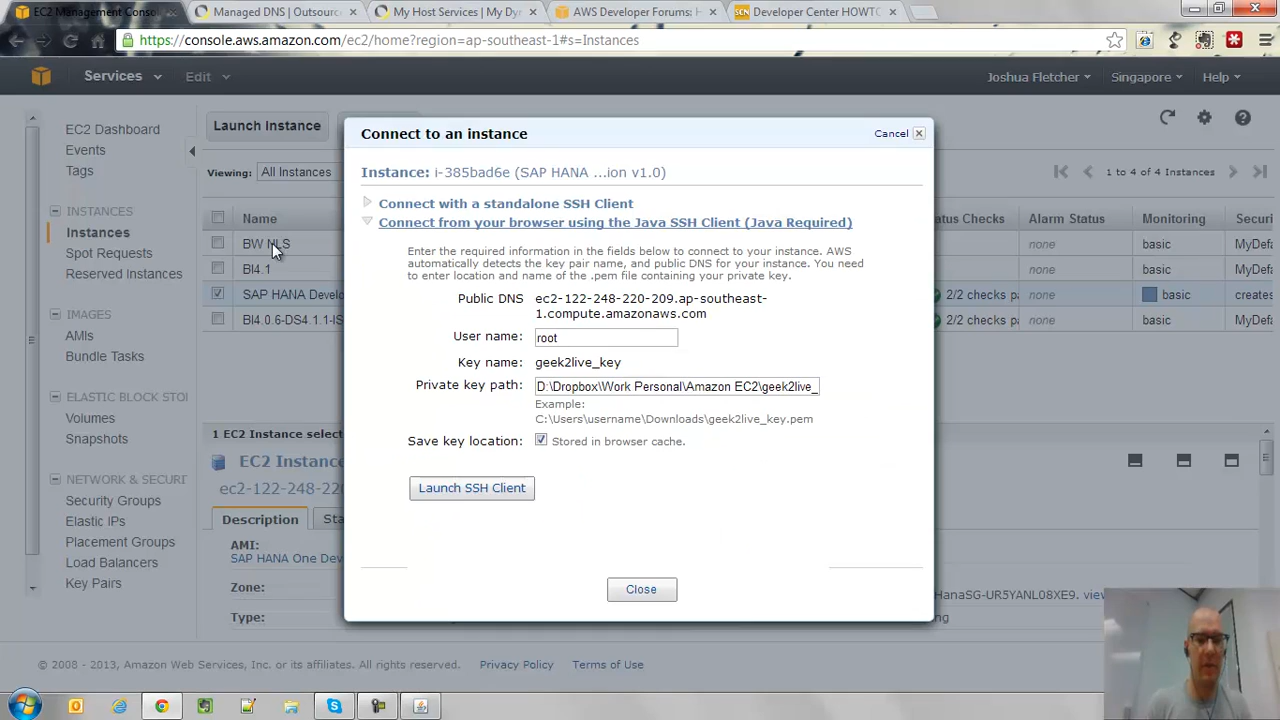 EC2 Management Conso
Managed DNS | Outsourc
My Host Services | My Dy
AWS Developer Forums: H
SCN
Developer Center HOWTO
https://console.aws.amazon.com/ec2/home?region=ap-southeast-1#s=Instances
Services
Edit
Joshua Fletcher
Singapore
Help
EC2 Dashboard
Events
Tags
INSTANCES
Instances
Spot Requests
Reserved Instances
IMAGES
AMIs
Bundle Tasks
ELASTIC BLOCK STO
Volumes
Snapshots
NETWORK & SECURI
Security Groups
Elastic IPs
Placement Groups
Load Balancers
Key Pairs
Launch Instance
Viewing:
All Instances
1 to 4 of 4 Instances
Name
tatus Checks
Alarm Status
Monitoring
Securi
BW NLS
none
basic
MyDefa
BI4.1
none
basic
MyDefa
SAP HANA Develo
2/2 checks pa
none
basic
creates
BI4.0.6-DS4.1.1-IS
2/2 checks pa
none
basic
MyDefa
1 EC2 Instance select
EC2 Instanc
ec2-122-248-22
Description
Sta
AMI:
SAP HANA One Dev
Zone:
HanaSG-UR5YANL08XE9. view
Type:
ng
Connect to an instance
Cancel
Instance: i-385bad6e (SAP HANA ...ion v1.0)
Connect with a standalone SSH Client
Connect from your browser using the Java SSH Client (Java Required)
Enter the required information in the fields below to connect to your instance. AWS
automatically detects the key pair name, and public DNS for your instance. You need
to enter location and name of the .pem file containing your private key.
Public DNS
ec2-122-248-220-209.ap-southeast-
1.compute.amazonaws.com
User name:
root
Key name:
geek2live_key
Private key path:
D:\Dropbox\Work Personal\Amazon EC2\geek2live_
Example:
C:\Users\username\Downloads\geek2live_key.pem
Save key location:
Stored in browser cache.
Launch SSH Client
Close
© 2008 - 2013, Amazon Web Services, Inc. or its affiliates. All rights reserved.
Privacy Policy
Terms of Use